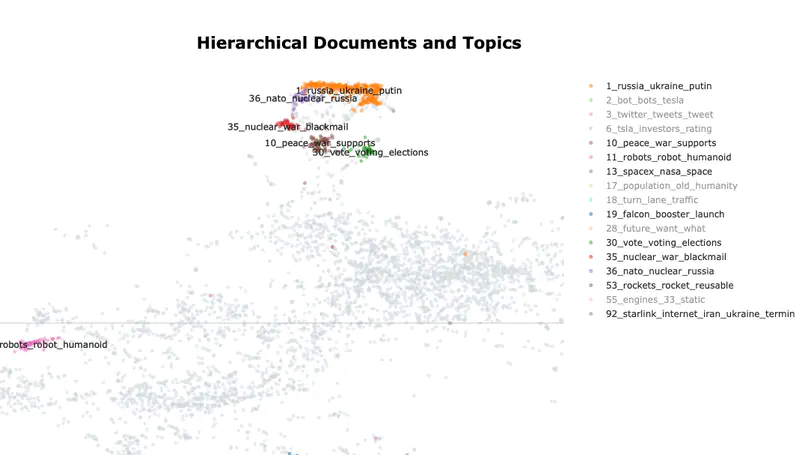 Hierarchical Documents and Topics
1_russia_ukraine_putin
36_nato_nuclear_russia
35_nuclear_war_blackmail
10_peace_war_supports
30_vote_voting_elections
robots_robot_humanoid
1_russia_ukraine_putin
2_bot_bots_tesla
3_twitter_tweets_tweet
6_tsla_investors_rating
10_peace_war_supports
11_robots_robot_humanoid
13_spacex_nasa_space
17_population_old_humanity
18_turn_lane_traffic
19_falcon_booster_launch
28_future_want_what
30_vote_voting_elections
35_nuclear_war_blackmail
36_nato_nuclear_russia
53_rockets_rocket_reusable
55_engines_33_static
92_starlink_internet_iran_ukraine_termin